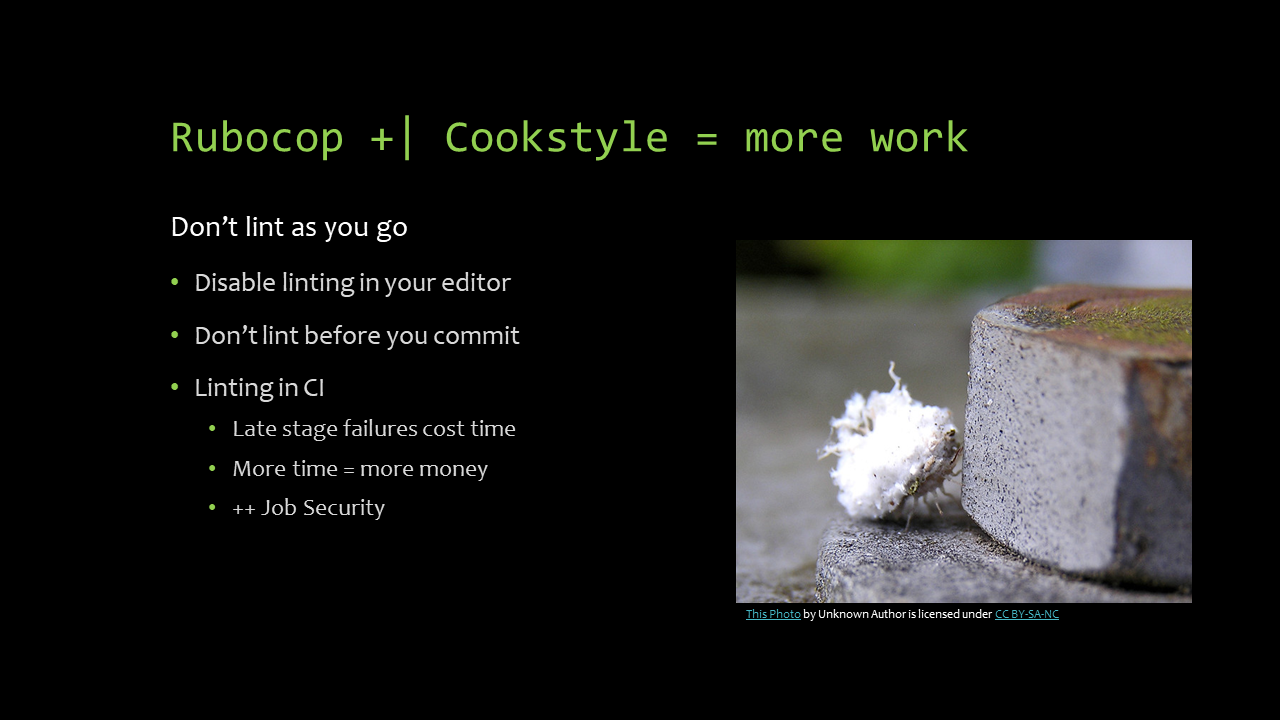 Rubocop +| Cookstyle = more work
Don’t lint as you go
• Disable linting in your editor
• Don’t lint before you commit
• Linting in CI
• Late stage failures cost time
• More time = more money
• ++ Job Security
This Photo by Unknown Author is licensed under CC BY-SA-NC